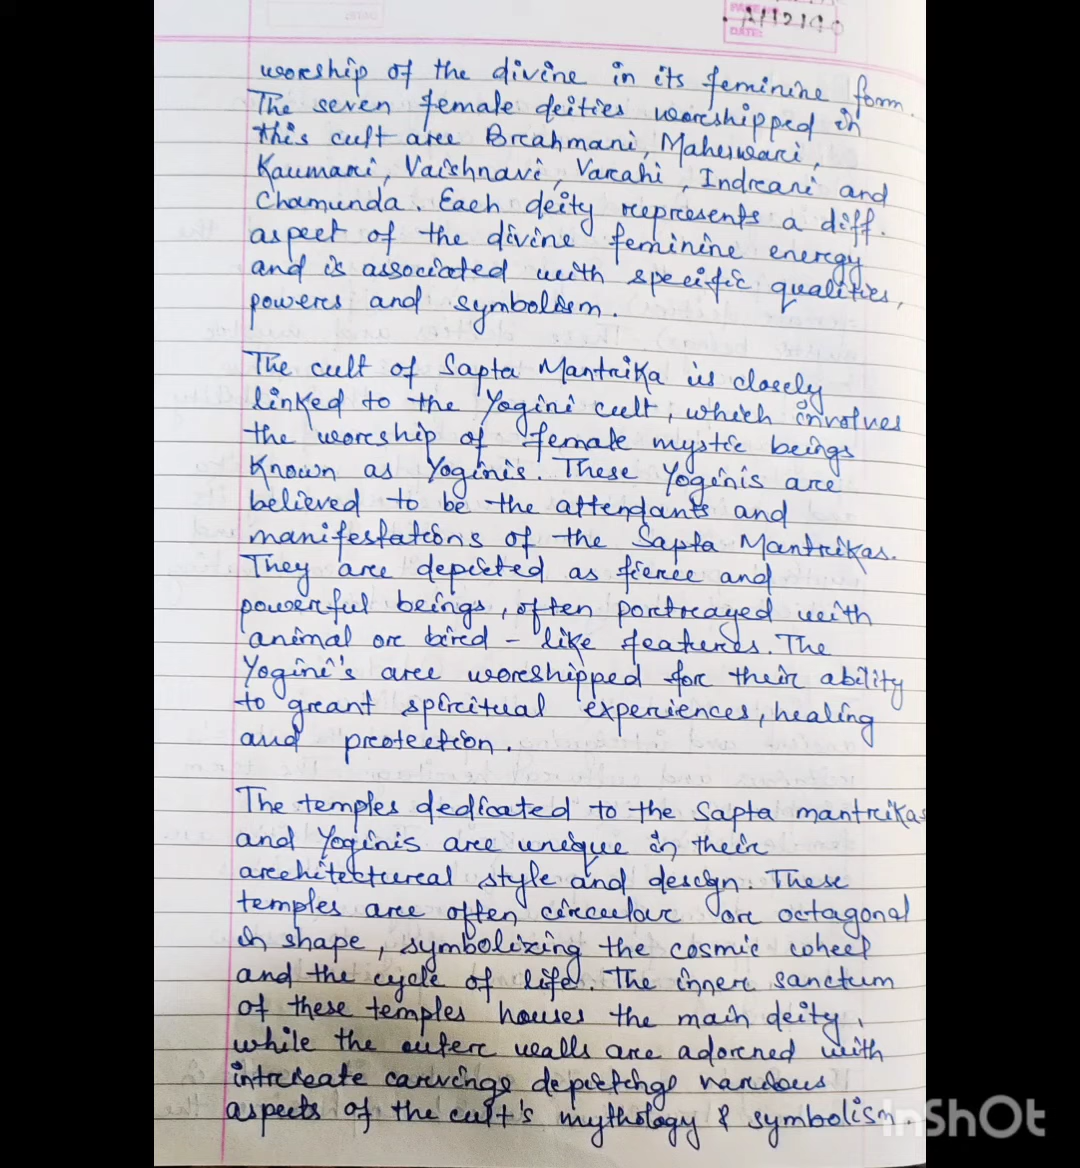 PAGE
DATE:
worship of the divine in its feminine form.
The seven female deities worshipped in
this cult are Brahmani, Maheswari,
Kaumari, Vaishnavi, Varahi, Indrani and
Chamunda. Each deity represents a diff.
aspect of the divine feminine energy
and is associated with specific qualities,
powers and symbolism.
The cult of Sapta Mantrika is closely
linked to the Yogini cult, which involves
the worship of female mystic beings
known as Yoginis. These Yoginis are
believed to be the attendants and
manifestations of the Sapta Mantrikas.
They are depicted as fierce and
powerful beings, often portrayed with
animal or bird - like features. The
Yogini's are worshipped for their ability
to grant spiritual experiences, healing
and protection.
The temples dedicated to the Sapta mantrikas
and Yoginis are unique in their
architectural style and design. These
temples are often circular or octagonal
in shape, symbolizing the cosmic wheel
and the cycle of life. The inner sanctum
of these temples houses the main deity,
while the outer walls are adorned with
intricate carvings depictings various
aspects of the cult's mythology & symbolism.
InShOt